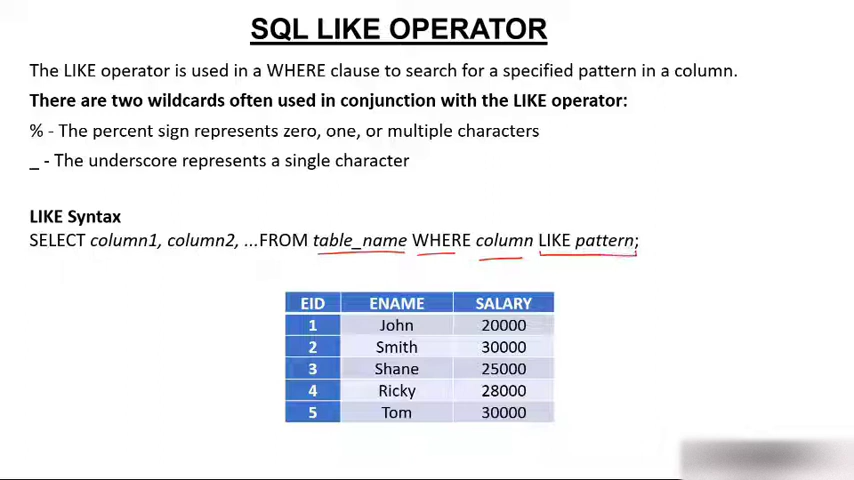 SQL LIKE OPERATOR
The LIKE operator is used in a WHERE clause to search for a specified pattern in a column.
There are two wildcards often used in conjunction with the LIKE operator:
% - The percent sign represents zero, one, or multiple characters
_ - The underscore represents a single character
LIKE Syntax
SELECT column1, column2, ...FROM table_name WHERE column LIKE pattern;
EID ENAME SALARY
1 John 20000
2 Smith 30000
3 Shane 25000
4 Ricky 28000
5 Tom 30000